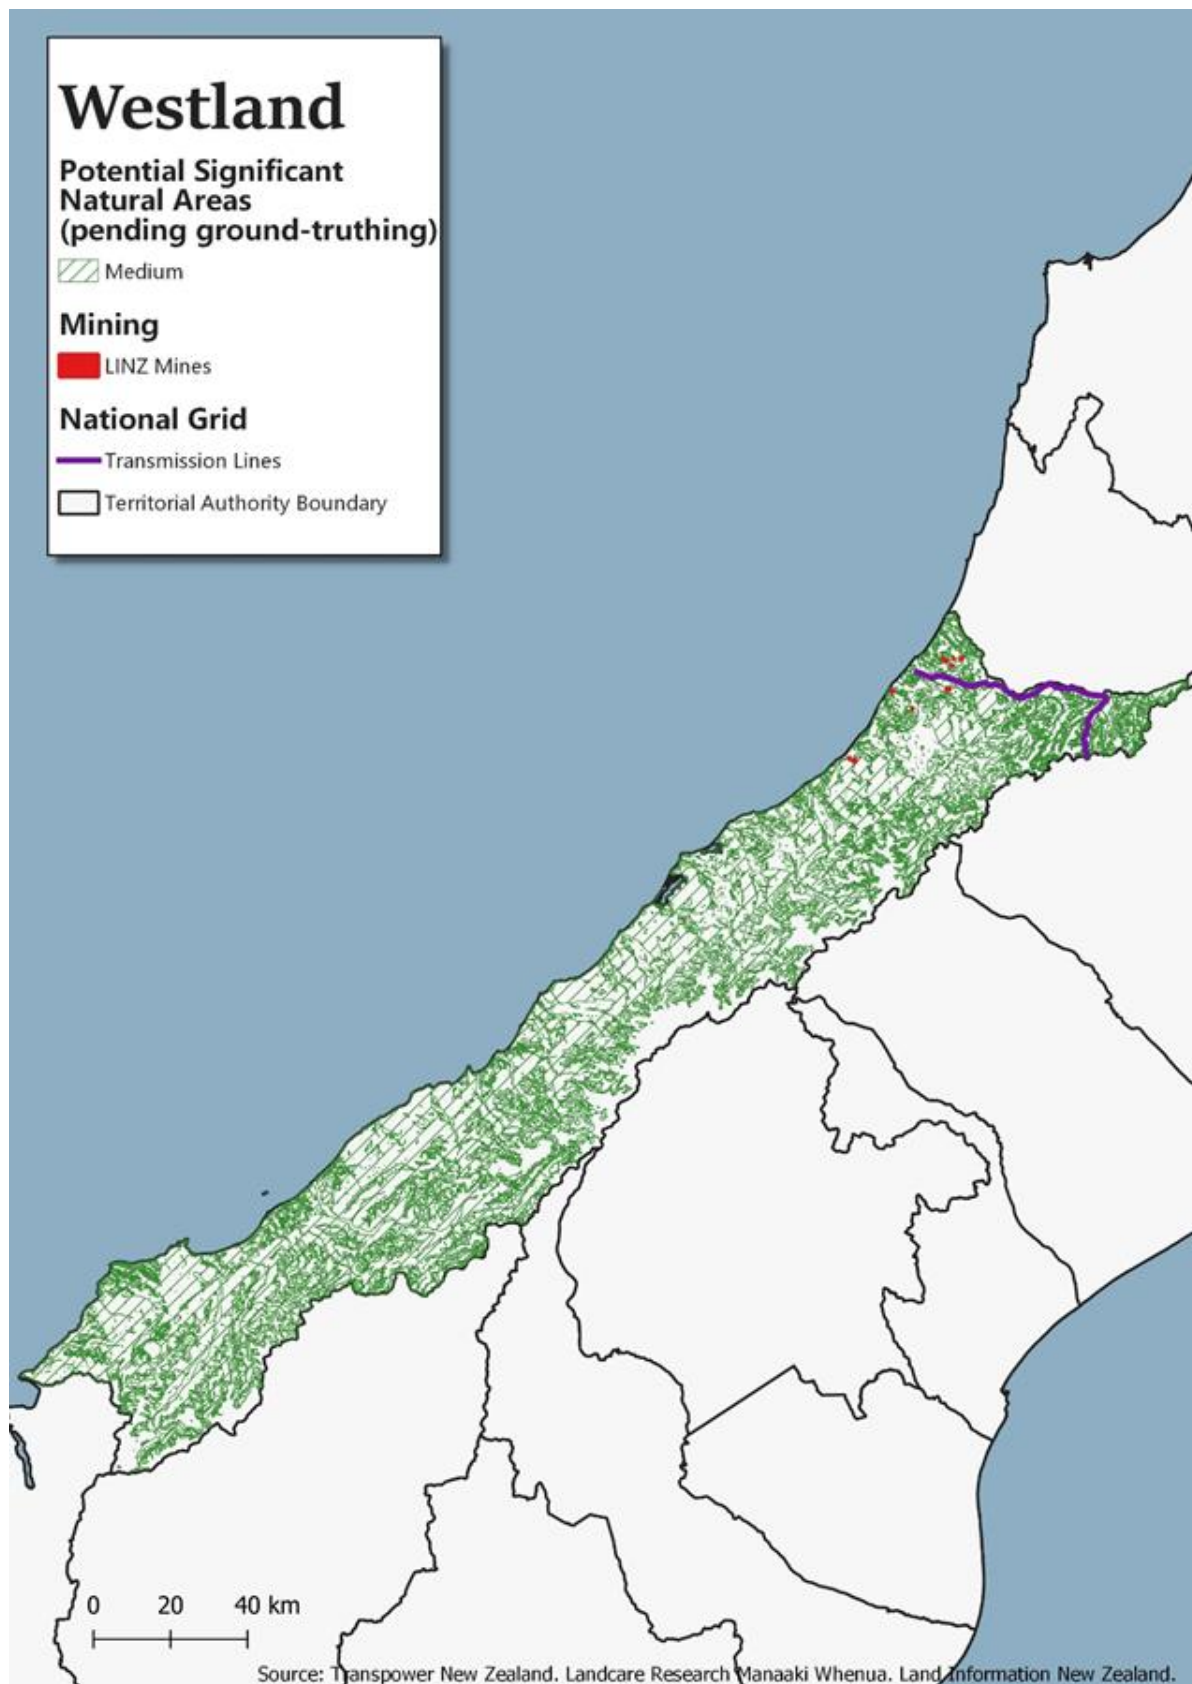 Westland
Potential Significant
Natural Areas
(pending ground-truthing)
Medium
Mining
LINZ Mines
National Grid
Transmission Lines
Territorial Authority Boundary
0 20 40 km
Source: Transpower New Zealand. Landcare Research Manaaki Whenua. Land Information New Zealand.